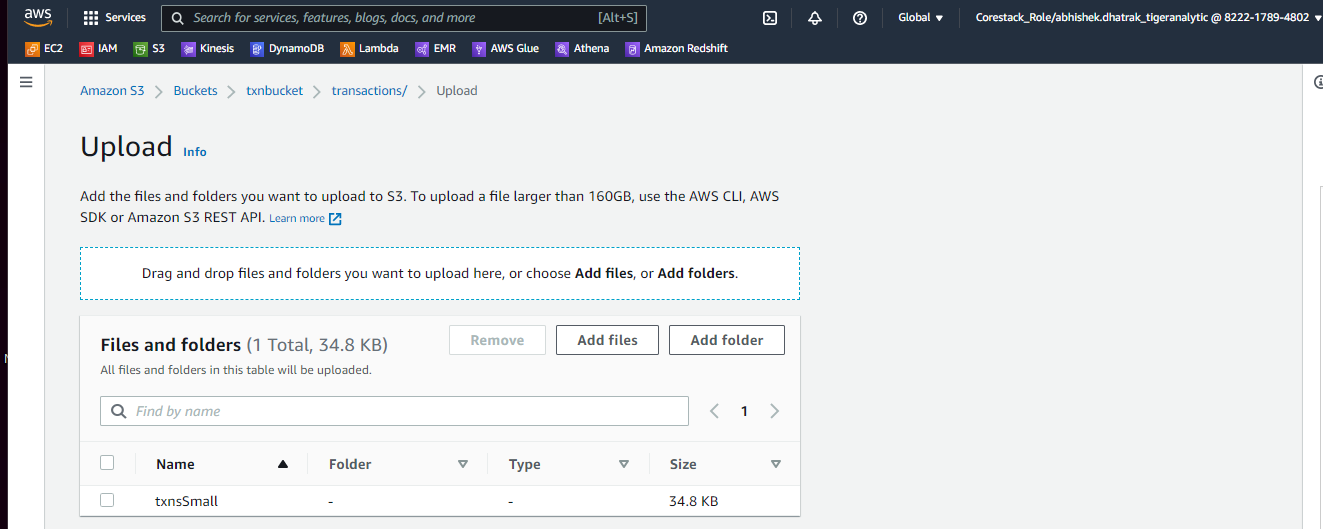 aws Services Search for services, features, blogs, docs, and more [Alt+S] Global Corestack_Role/abhishek.dhatrak_tigeranalytic @ 8222-1789-4802
EC2 IAM S3 Kinesis DynamoDB Lambda EMR AWS Glue Athena Amazon Redshift
Amazon S3 Buckets txnbucket transactions/ Upload
Upload Info
Add the files and folders you want to upload to S3. To upload a file larger than 160GB, use the AWS CLI, AWS
SDK or Amazon S3 REST API. Learn more
Drag and drop files and folders you want to upload here, or choose Add files, or Add folders.
Files and folders (1 Total, 34.8 KB) Remove Add files Add folder
All files and folders in this table will be uploaded.
Find by name 1
Name Folder Type Size
txnsSmall - - 34.8 KB